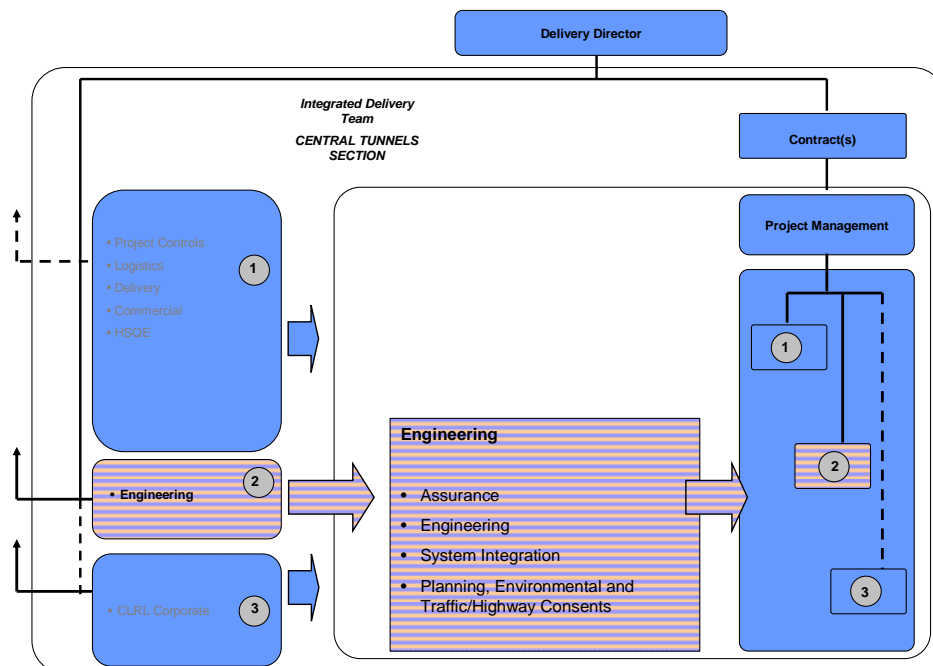 Delivery Director
Integrated Delivery
Team
CENTRAL TUNNELS
SECTION
Contract(s)
Project Management
• Project Controls
• Logistics
• Delivery
• Commercial
• HSQE
1
1
2
3
• Engineering
2
Engineering
• Assurance
• Engineering
• System Integration
• Planning, Environmental and
Traffic/Highway Consents
• CLRL Corporate
3